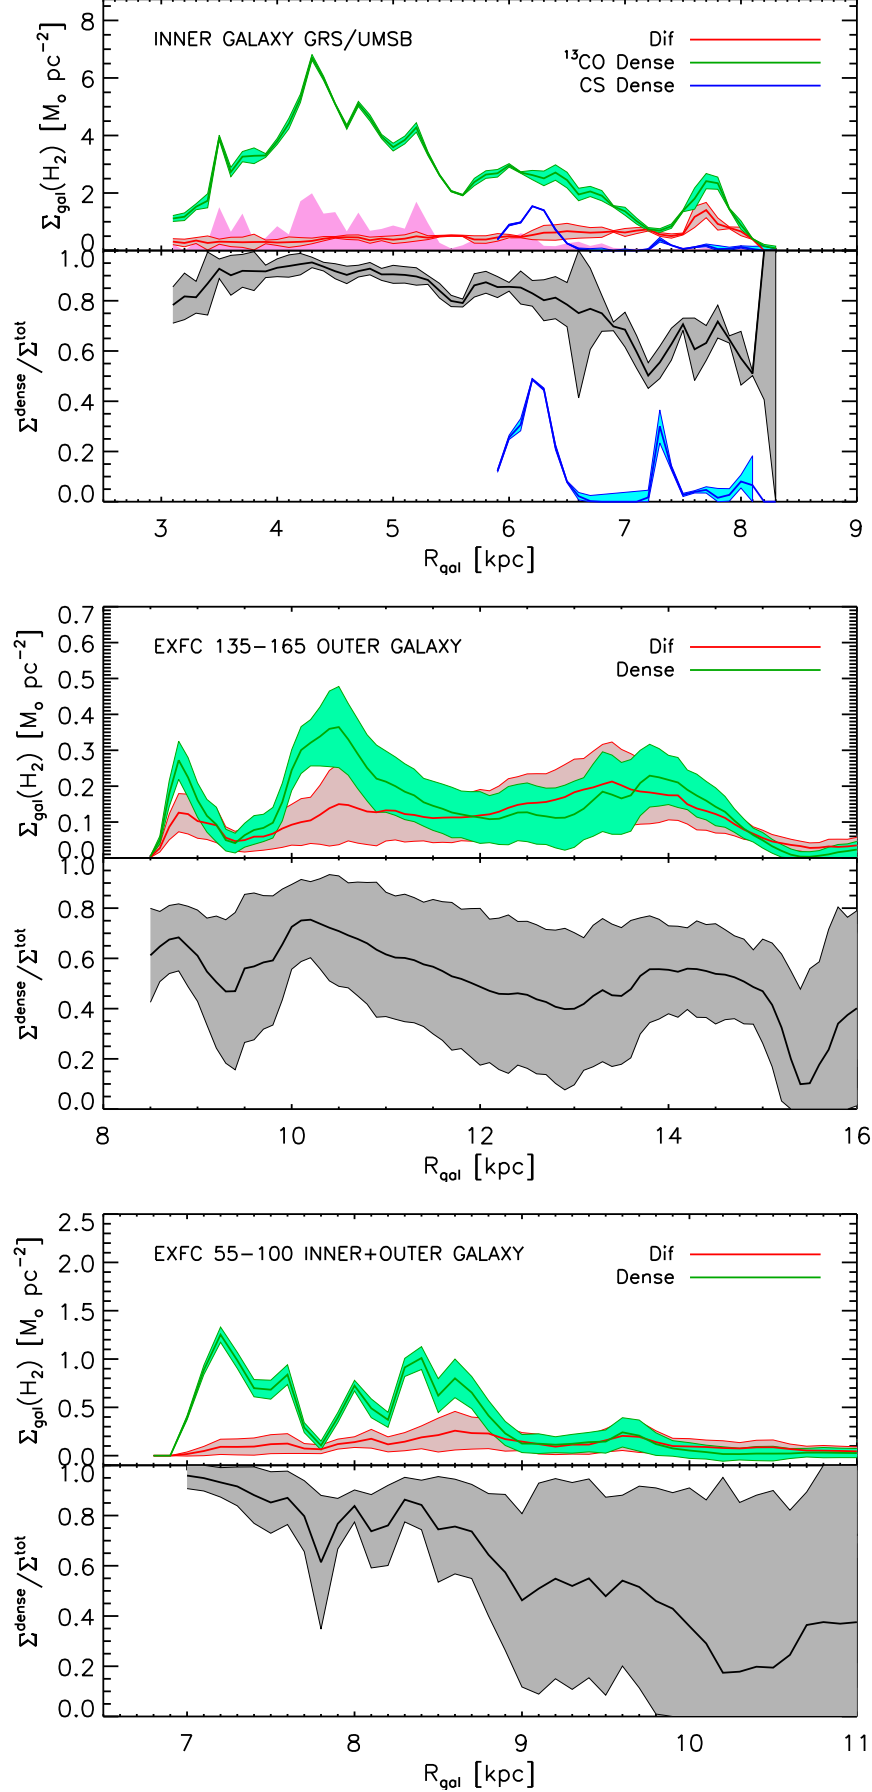 8
6
4
2
0
Σgal(H₂) [M₀ pc⁻²]
INNER GALAXY GRS/UMSB
Dif
¹³CO Dense
CS Dense
1.0
0.8
0.6
0.4
0.2
0.0
Σᵈᵉⁿˢᵉ/Σᵗᵒᵗ
3 4 5 6 7 8 9
Rgal [kpc]
0.7
0.6
0.5
0.4
0.3
0.2
0.1
0.0
Σgal(H₂) [M₀ pc⁻²]
EXFC 135-165 OUTER GALAXY
Dif
Dense
1.0
0.8
0.6
0.4
0.2
0.0
Σᵈᵉⁿˢᵉ/Σᵗᵒᵗ
8 10 12 14 16
Rgal [kpc]
2.5
2.0
1.5
1.0
0.5
0.0
Σgal(H₂) [M₀ pc⁻²]
EXFC 55-100 INNER+OUTER GALAXY
Dif
Dense
1.0
0.8
0.6
0.4
0.2
0.0
Σᵈᵉⁿˢᵉ/Σᵗᵒᵗ
7 8 9 10 11
Rgal [kpc]